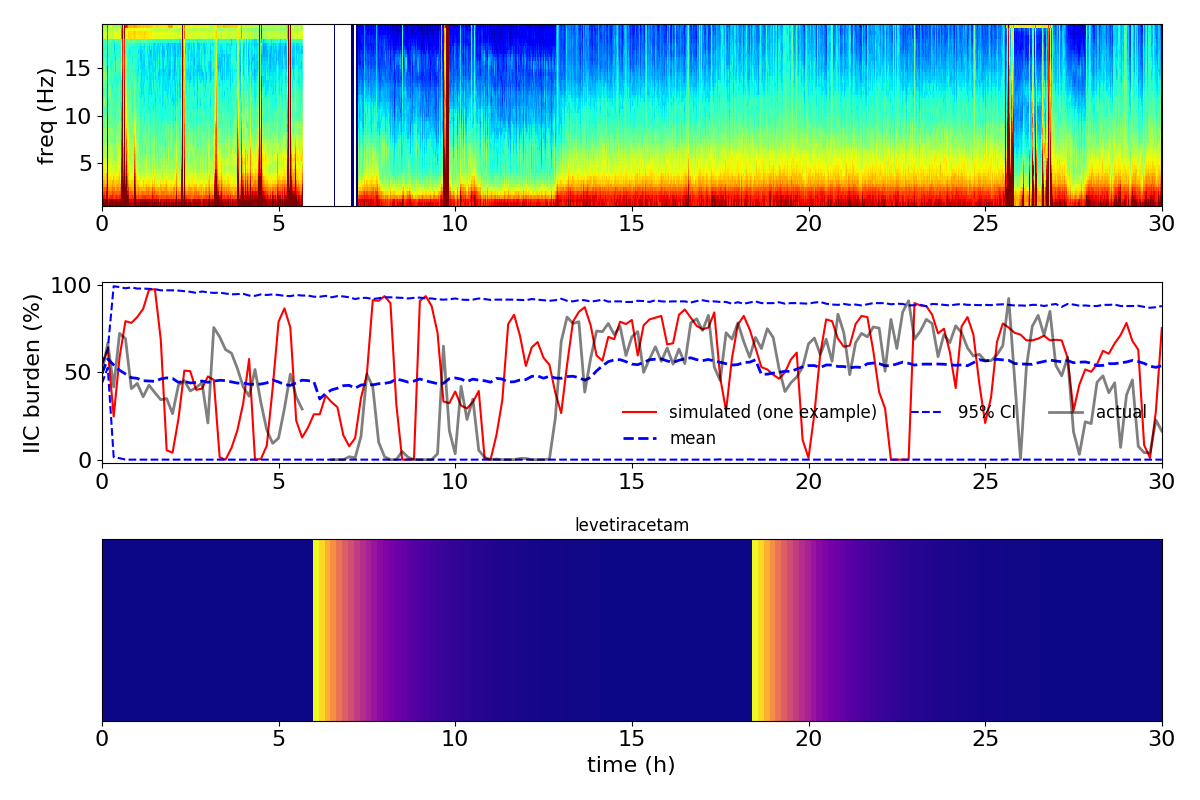 freq (Hz)
15
10
5
0 5 10 15 20 25 30
IIC burden (%)
100
50
0
simulated (one example) 95% CI actual
mean
0 5 10 15 20 25 30
levetiracetam
0 5 10 15 20 25 30
time (h)